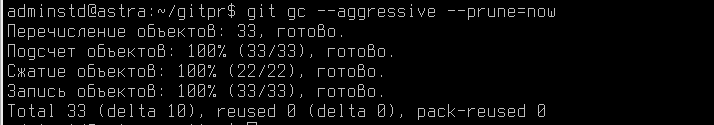 adminstd@astra:~/gitpr$ git gc --aggressive --prune=now
Перечисление объектов: 33, готово.
Подсчет объектов: 100% (33/33), готово.
Сжатие объектов: 100% (22/22), готово.
Запись объектов: 100% (33/33), готово.
Total 33 (delta 10), reused 0 (delta 0), pack-reused 0